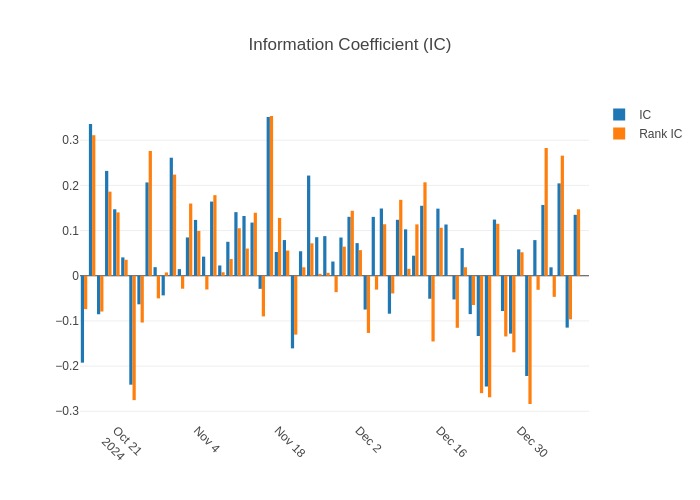 Information Coefficient (IC)
IC
Rank IC
0.3
0.2
0.1
0
−0.1
−0.2
−0.3
Oct 21
2024
Nov 4
Nov 18
Dec 2
Dec 16
Dec 30